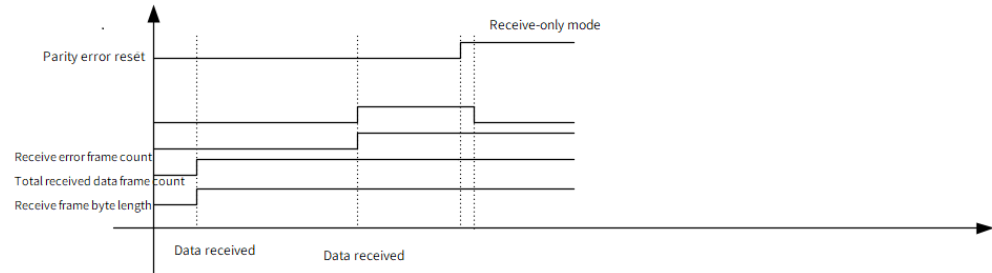 Receive-only mode
Parity error reset
Receive error frame count
Total received data frame count
Receive frame byte length
Data received
Data received